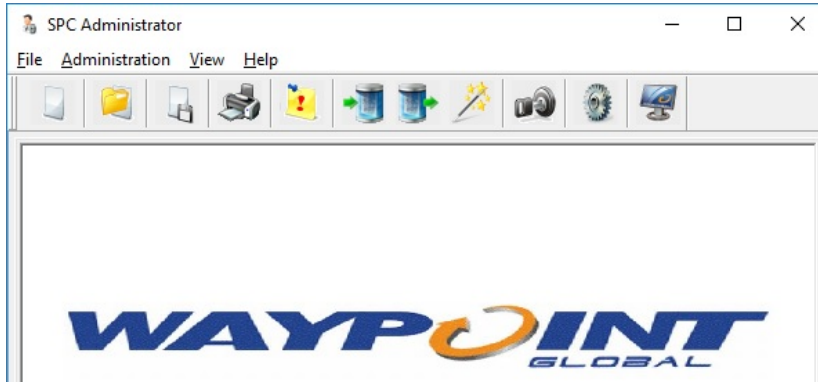 SPC Administrator
File Administration View Help
WAYPOINT
GLOBAL